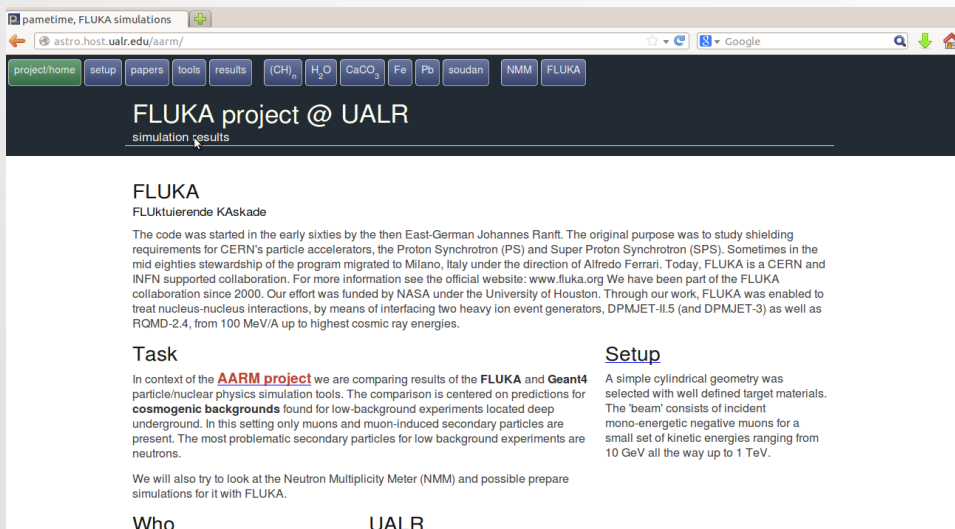 pametime, FLUKA simulations
astro.host.ualr.edu/aarm/
Google
project/home setup papers tools results (CH)n H2O CaCO3 Fe Pb soudan NMM FLUKA
FLUKA project @ UALR
simulation results
FLUKA
FLUktuierende KAskade
The code was started in the early sixties by the then East-German Johannes Ranft. The original purpose was to study shielding
requirements for CERN's particle accelerators, the Proton Synchrotron (PS) and Super Proton Synchrotron (SPS). Sometimes in the
mid eighties stewardship of the program migrated to Milano, Italy under the direction of Alfredo Ferrari. Today, FLUKA is a CERN and
INFN supported collaboration. For more information see the official website: www.fluka.org We have been part of the FLUKA
collaboration since 2000. Our effort was funded by NASA under the University of Houston. Through our work, FLUKA was enabled to
treat nucleus-nucleus interactions, by means of interfacing two heavy ion event generators, DPMJET-II.5 (and DPMJET-3) as well as
RQMD-2.4, from 100 MeV/A up to highest cosmic ray energies.
Task
In context of the AARM project we are comparing results of the FLUKA and Geant4
particle/nuclear physics simulation tools. The comparison is centered on predictions for
cosmogenic backgrounds found for low-background experiments located deep
underground. In this setting only muons and muon-induced secondary particles are
present. The most problematic secondary particles for low background experiments are
neutrons.
We will also try to look at the Neutron Multiplicity Meter (NMM) and possible prepare
simulations for it with FLUKA.
Setup
A simple cylindrical geometry was
selected with well defined target materials.
The 'beam' consists of incident
mono-energetic negative muons for a
small set of kinetic energies ranging from
10 GeV all the way up to 1 TeV.
Who
UALR